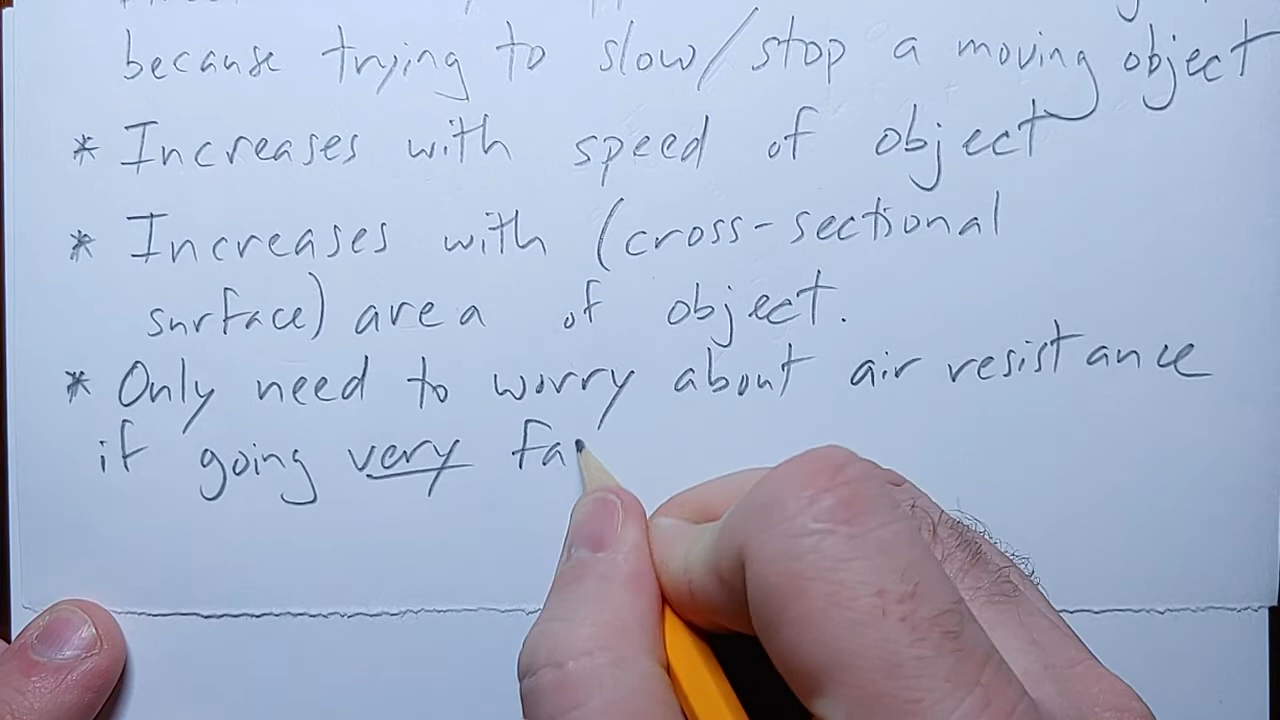 because trying to slow/stop a moving object
* Increases with speed of object
* Increases with (cross-sectional
surface) area of object.
* Only need to worry about air resistance
if going very fa